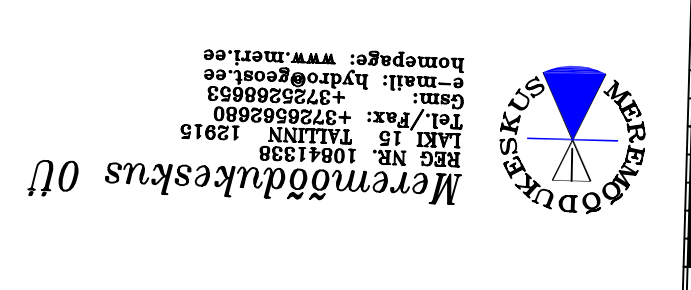 Meremõõdukeskus OÜ
REG NR. 10841338
LAKI 15 TALLINN 12915
Tel./Fax: +3726562680
Gsm: +3725268653
e-mail: hydro@geost.ee
homepage: www.meri.ee
MEREMÕÕDUKESKUS